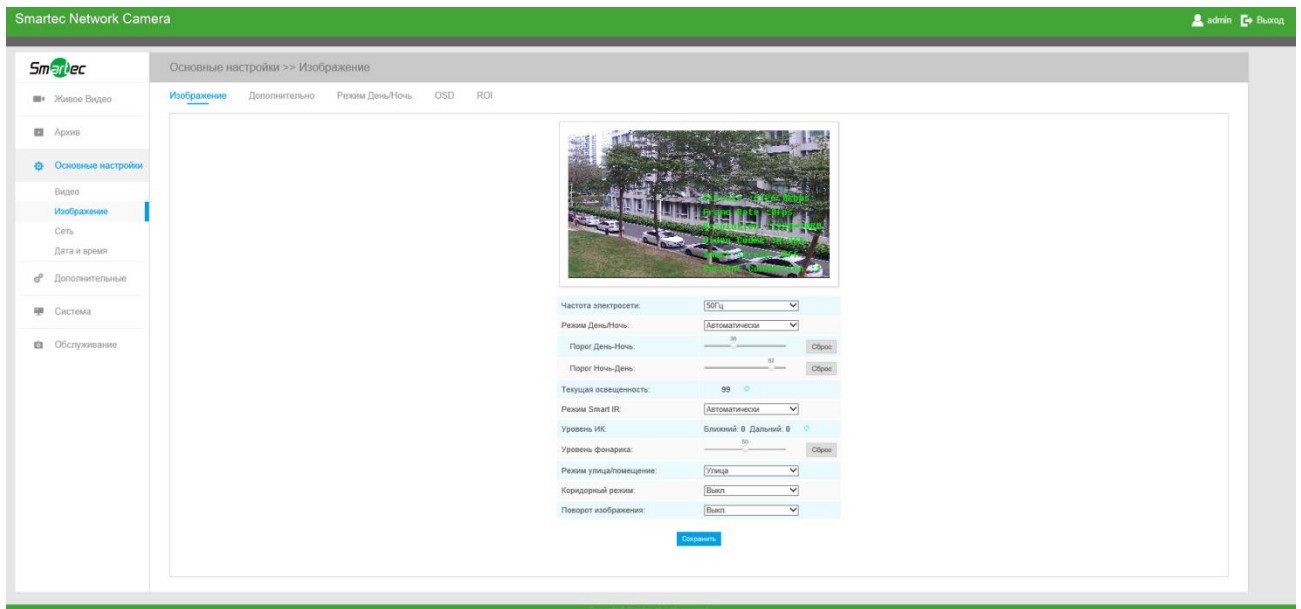 Smartec Network Camera
admin Выход
Smartec
Основные настройки >> Изображение
Изображение Дополнительно Режим День/Ночь OSD ROI
Живое Видео
Архив
Основные настройки
Видео
Изображение
Сеть
Дата и время
Дополнительные
Система
Обслуживание
Частота электросети: 50Гц
Режим День/Ночь: Автоматически
Порог День-Ночь: Сброс
Порог Ночь-День: 82 Сброс
Текущая освещенность: 99
Режим Smart IR: Автоматически
Уровень ИК: Ближний: 0 Дальний: 0
Уровень фонарика: 50 Сброс
Режим улица/помещение: Улица
Коридорный режим: Выкл.
Поворот изображения: Выкл.
Сохранить